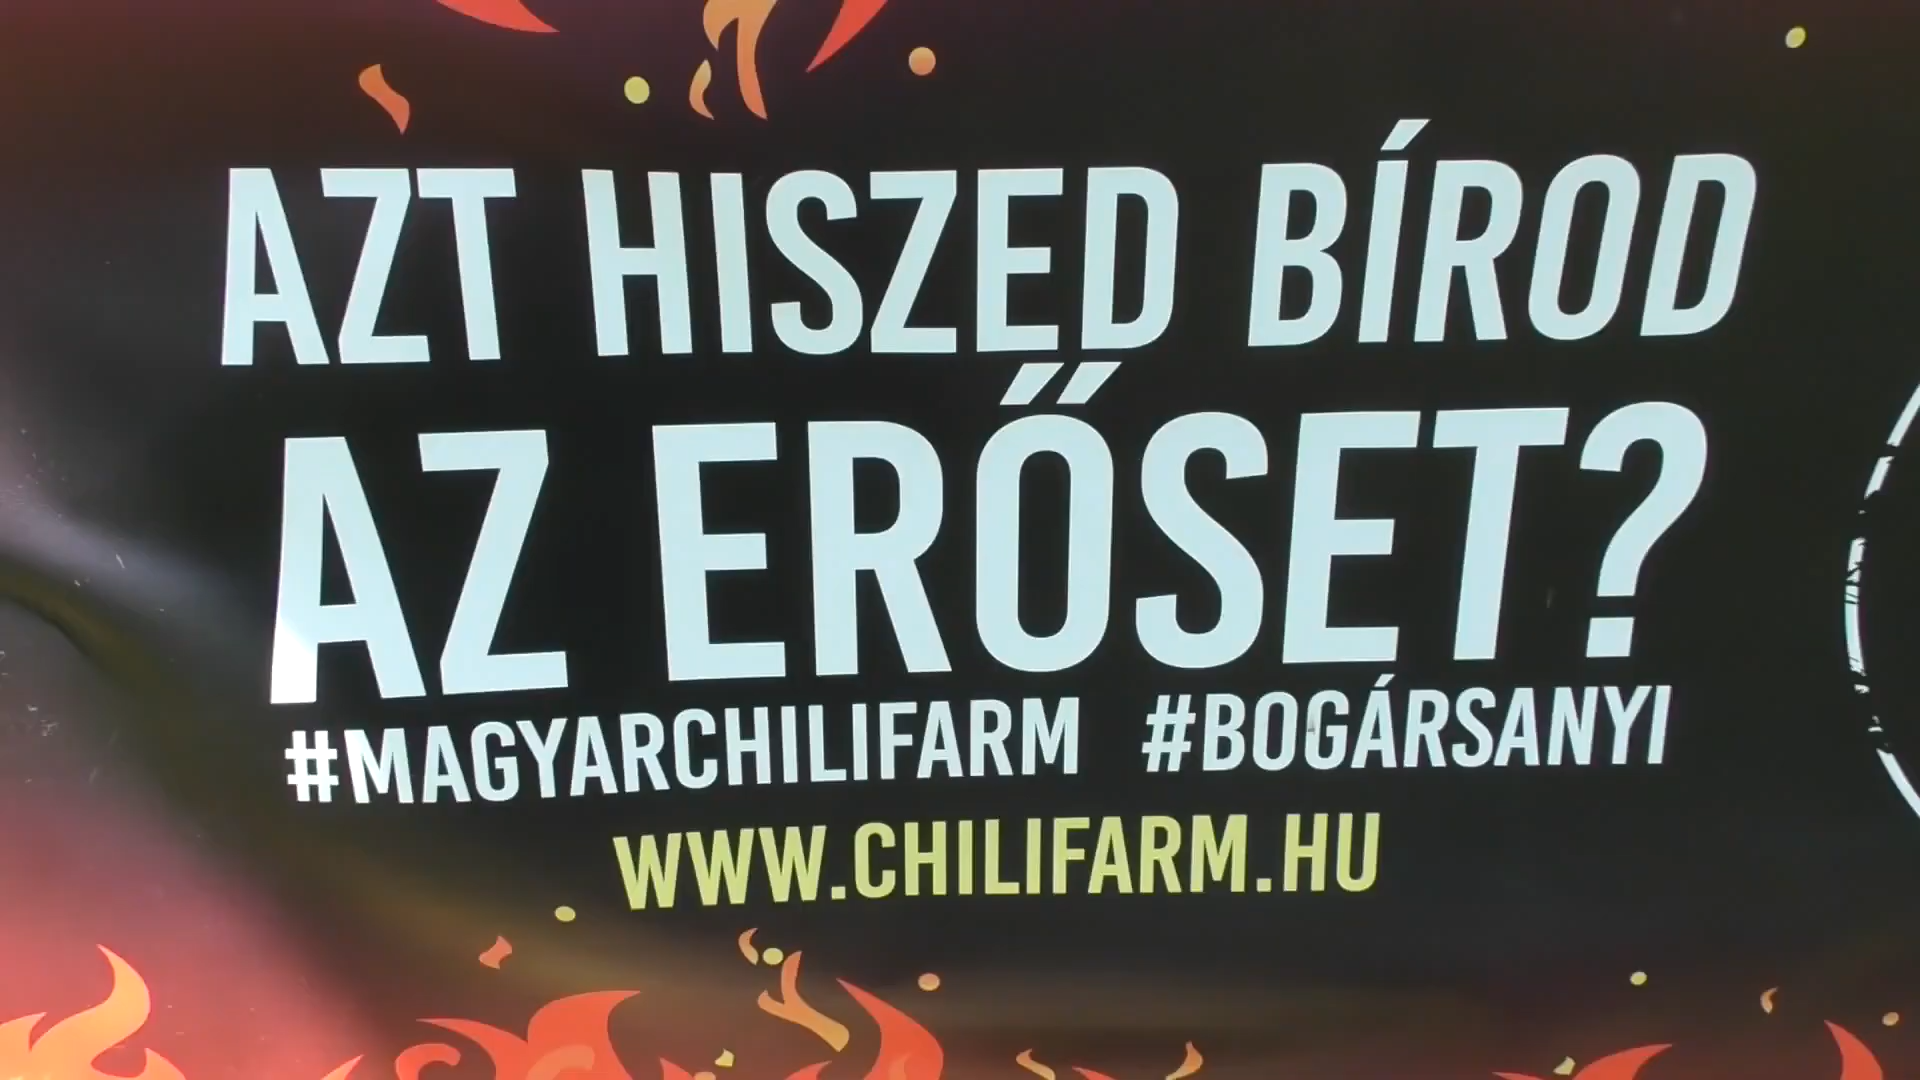 AZT HISZED BÍROD
AZ ERŐSET?
#MAGYARCHILIFARM #BOGÁRSANYI
WWW.CHILIFARM.HU